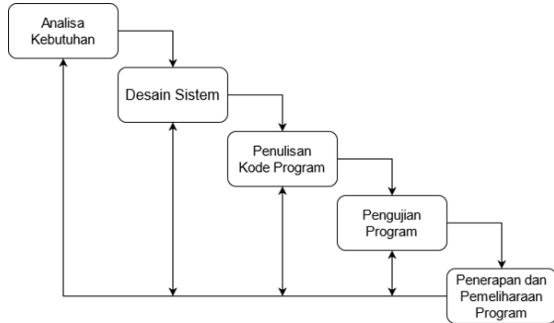 Analisa
Kebutuhan
Desain Sistem
Penulisan
Kode Program
Pengujian
Program
Penerapan dan
Pemeliharaan
Program